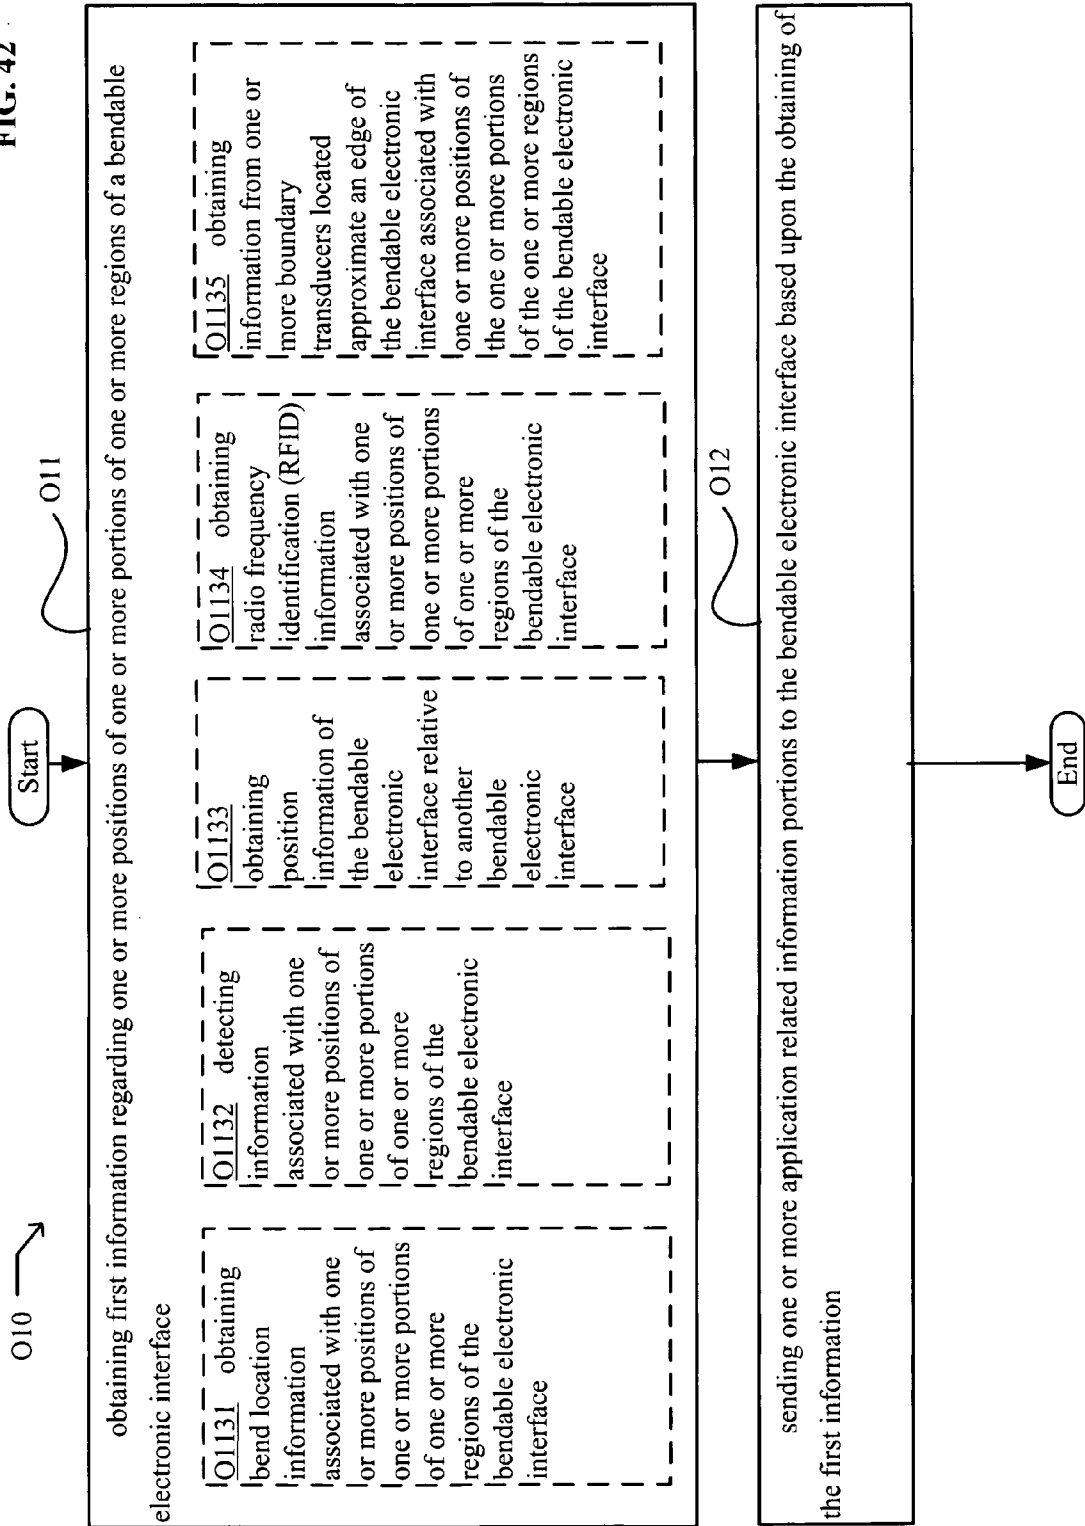 FIG. 42
O10
Start
O11
obtaining first information regarding one or more positions of one or more portions of one or more regions of a bendable
electronic interface
O1131 obtaining
bend location
information
associated with one
or more positions of
one or more portions
of one or more
regions of the
bendable electronic
interface
O1132 detecting
information
associated with one
or more positions of
one or more portions
of one or more
regions of the
bendable electronic
interface
O1133
obtaining
position
information of
the bendable
electronic
interface relative
to another
bendable
electronic
interface
O1134 obtaining
radio frequency
identification (RFID)
information
associated with one
or more positions of
one or more portions
of one or more
regions of the
bendable electronic
interface
O1135 obtaining
information from one or
more boundary
transducers located
approximate an edge of
the bendable electronic
interface associated with
one or more positions of
the one or more portions
of the one or more regions
of the bendable electronic
interface
O12
sending one or more application related information portions to the bendable electronic interface based upon the obtaining of
the first information
End